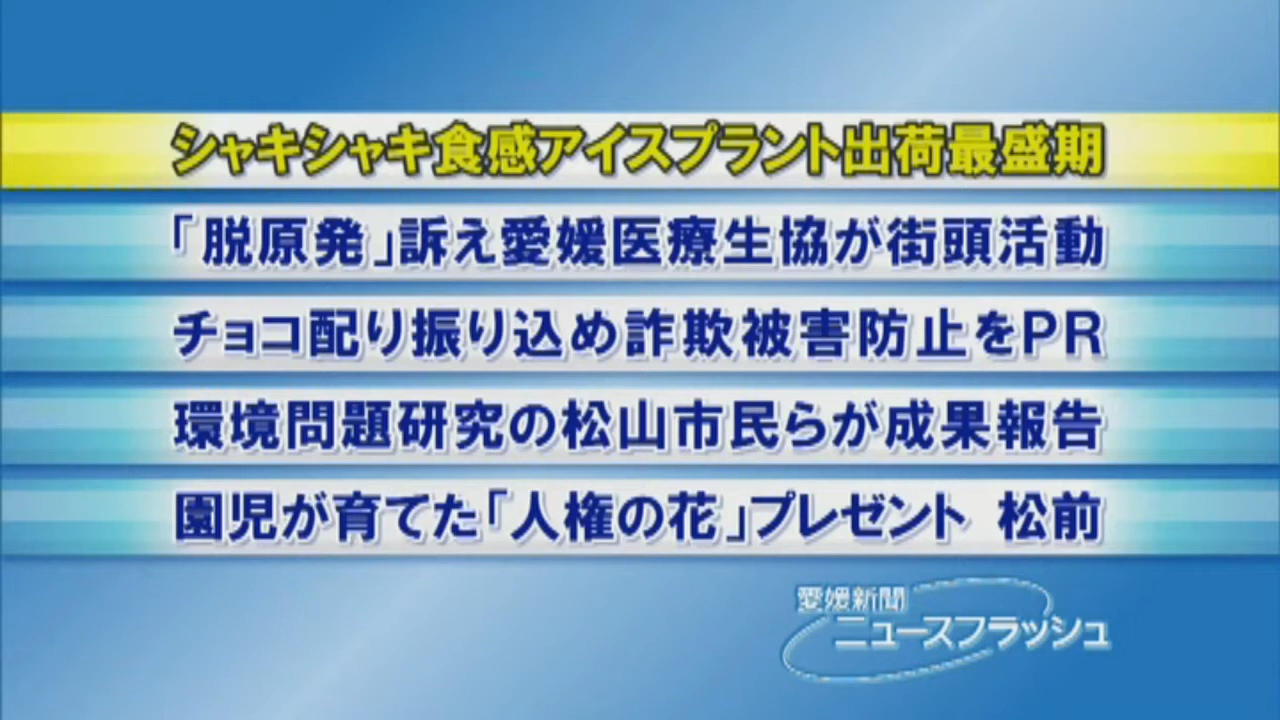 シャキシャキ食感アイスプラント出荷最盛期
「脱原発」訴え愛媛医療生協が街頭活動
チョコ配り振り込め詐欺被害防止をPR
環境問題研究の松山市民らが成果報告
園児が育てた「人権の花」プレゼント 松前
愛媛新聞
ニュースフラッシュ